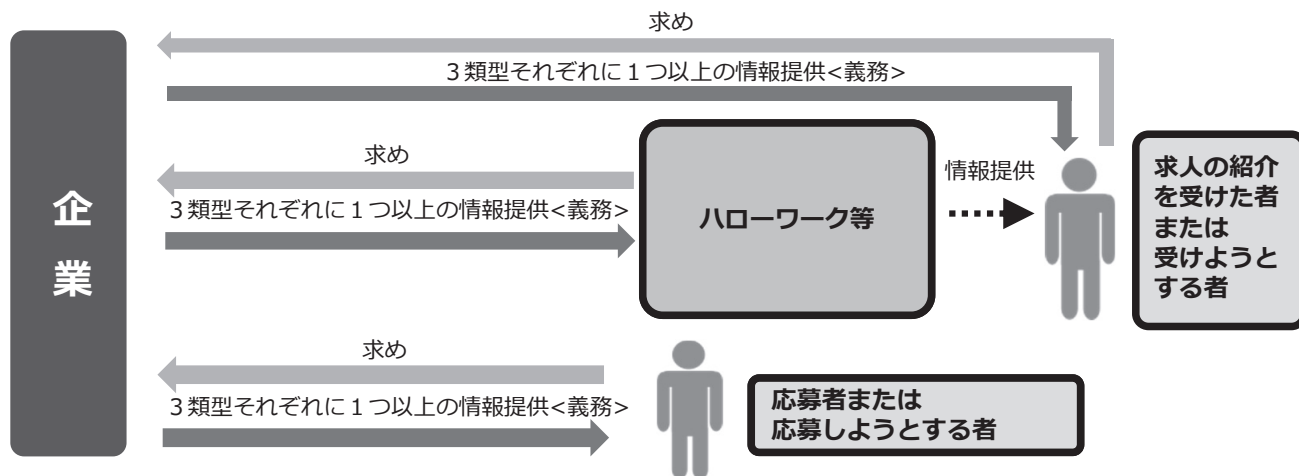 求め
3類型それぞれに1つ以上の情報提供<義務>
企
業
求め
3類型それぞれに1つ以上の情報提供<義務>
ハローワーク等
情報提供
求人の紹介
を受けた者
または
受けようと
する者
求め
3類型それぞれに1つ以上の情報提供<義務>
応募者または
応募しようとする者